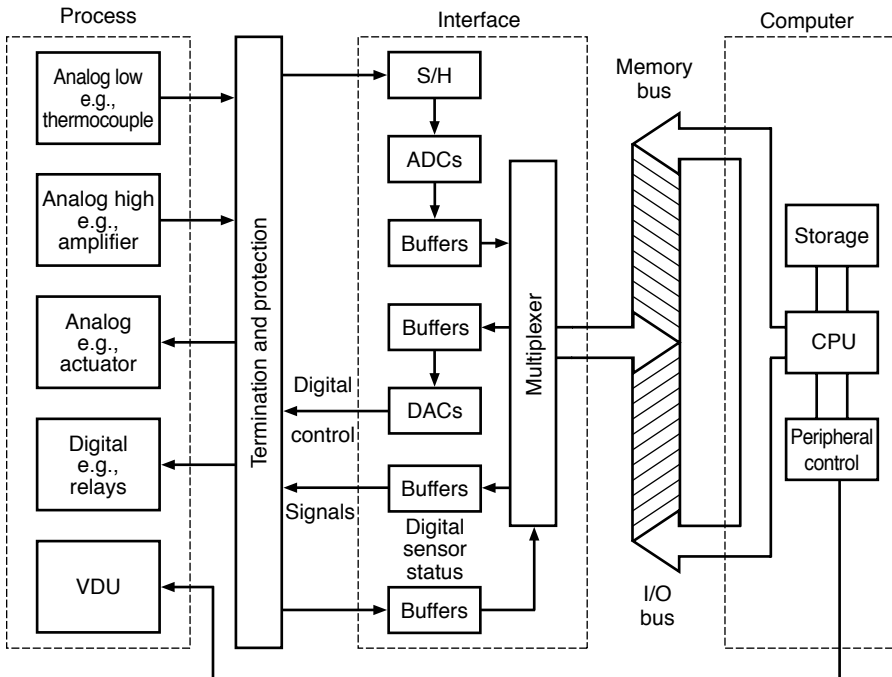 Process
Interface
Computer
Analog low
e.g.,
thermocouple
Analog high
e.g.,
amplifier
Analog
e.g.,
actuator
Digital
e.g.,
relays
VDU
Termination and protection
Digital
control
Signals
S/H
ADCs
Buffers
Buffers
DACs
Buffers
Digital
sensor
status
Buffers
Multiplexer
Memory
bus
I/O
bus
Storage
CPU
Peripheral
control